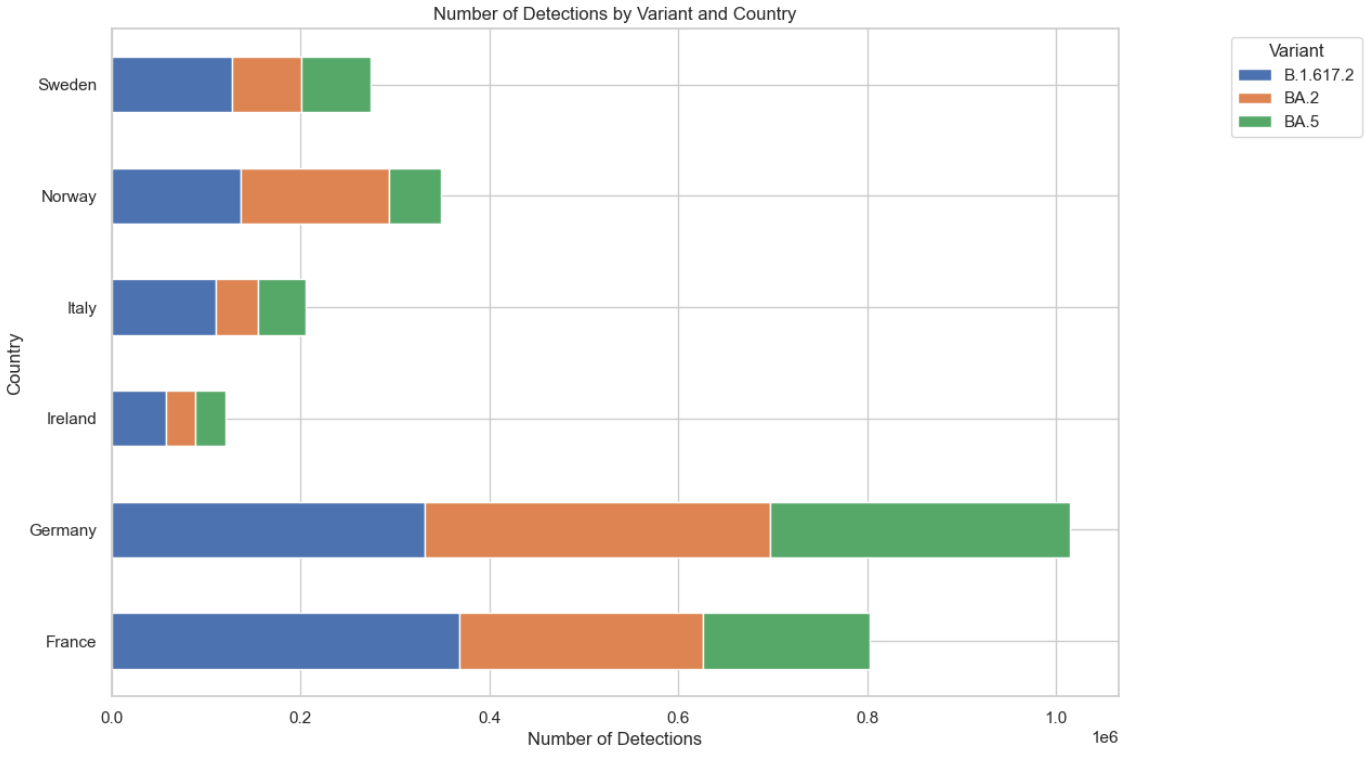 Number of Detections by Variant and Country
Variant
B.1.617.2
BA.2
BA.5
Country
Sweden
Norway
Italy
Ireland
Germany
France
0.0 0.2 0.4 0.6 0.8 1.0
1e6
Number of Detections